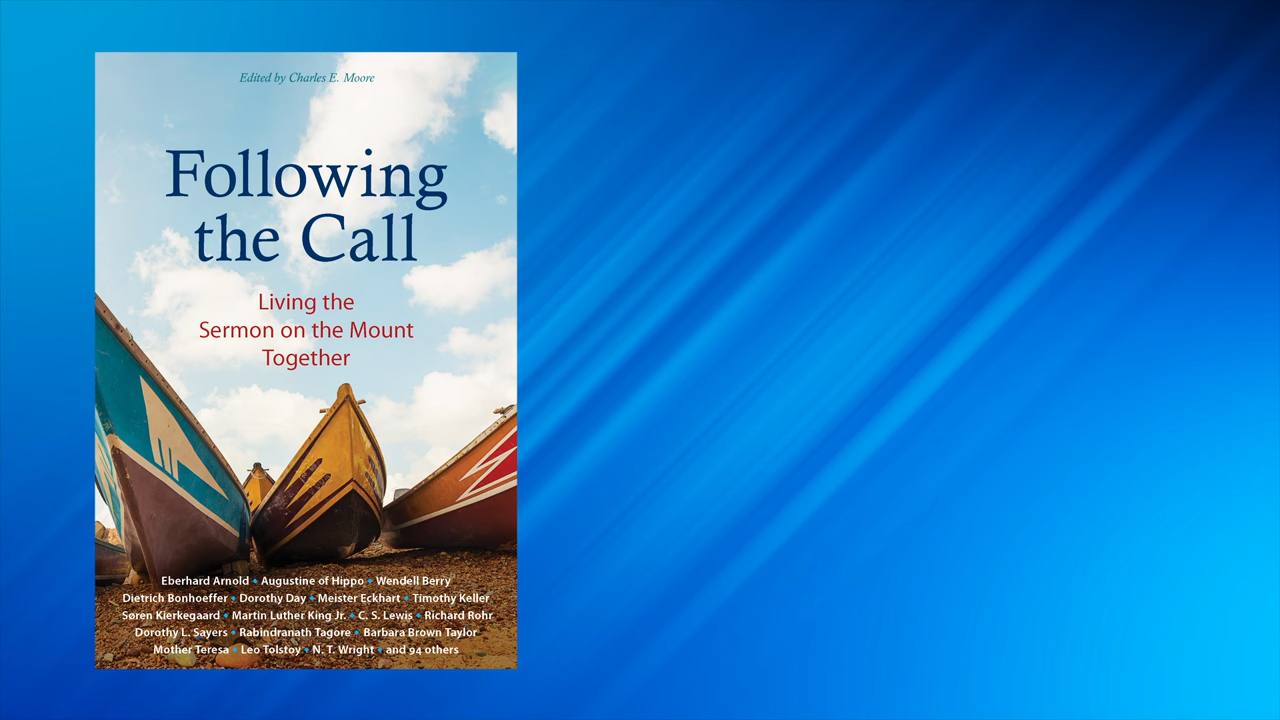 Edited by Charles E. Moore
Following
the Call
Living the
Sermon on the Mount
Together
Eberhard Arnold • Augustine of Hippo • Wendell Berry
Dietrich Bonhoeffer • Dorothy Day • Meister Eckhart • Timothy Keller
Søren Kierkegaard • Martin Luther King Jr. • C. S. Lewis • Richard Rohr
Dorothy L. Sayers • Rabindranath Tagore • Barbara Brown Taylor
Mother Teresa • Leo Tolstoy • N. T. Wright • and 94 others